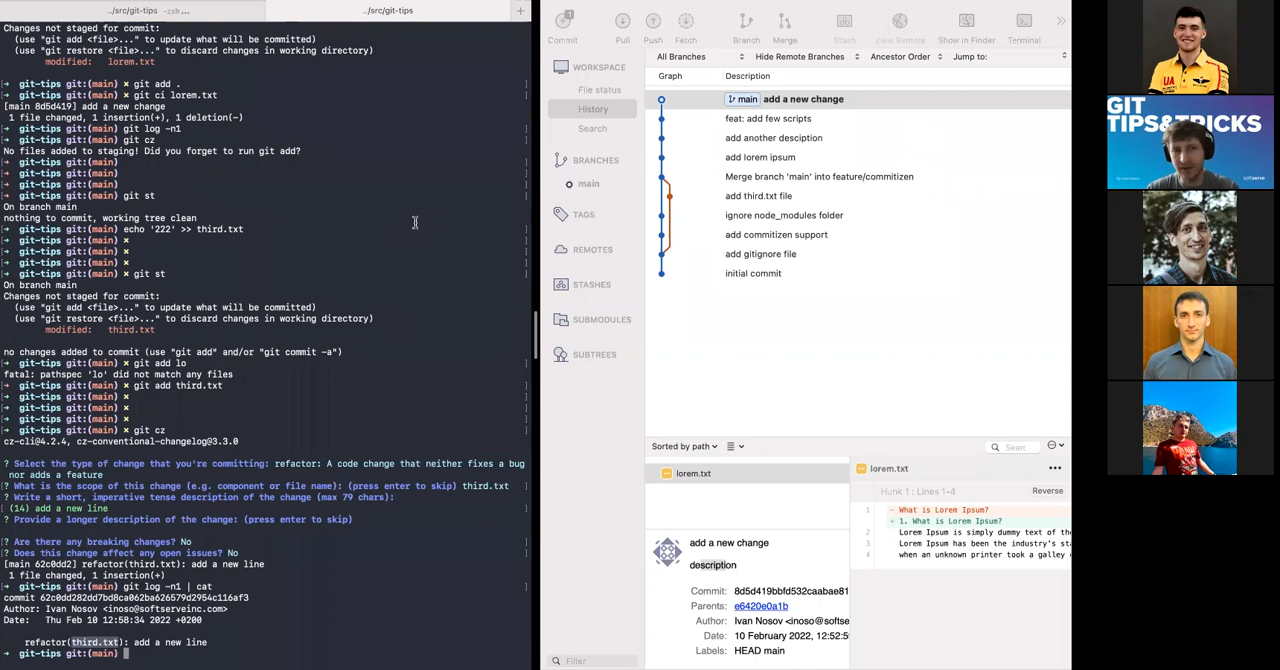 ../src/git-tips -zsh…
../src/git-tips
+
Changes not staged for commit:
(use "git add <file>..." to update what will be committed)
(use "git restore <file>..." to discard changes in working directory)
modified: lorem.txt
[→ git-tips git:(main) × git add . ]
[→ git-tips git:(main) × git ci lorem.txt ]
[main 8d5d419] add a new change
1 file changed, 1 insertion(+), 1 deletion(-)
[→ git-tips git:(main) git log -n1 ]
[→ git-tips git:(main) git cz ]
No files added to staging! Did you forget to run git add?
[→ git-tips git:(main) ]
[→ git-tips git:(main) ]
[→ git-tips git:(main) ]
[→ git-tips git:(main) git st ]
On branch main
nothing to commit, working tree clean
[→ git-tips git:(main) echo '222' >> third.txt ]
[→ git-tips git:(main) × ]
[→ git-tips git:(main) × ]
[→ git-tips git:(main) × ]
[→ git-tips git:(main) × git st ]
On branch main
Changes not staged for commit:
(use "git add <file>..." to update what will be committed)
(use "git restore <file>..." to discard changes in working directory)
modified: third.txt
no changes added to commit (use "git add" and/or "git commit -a")
[→ git-tips git:(main) × git add lo ]
fatal: pathspec 'lo' did not match any files
[→ git-tips git:(main) × git add third.txt ]
[→ git-tips git:(main) × ]
[→ git-tips git:(main) × ]
[→ git-tips git:(main) × ]
[→ git-tips git:(main) × git cz ]
cz-cli@4.2.4, cz-conventional-changelog@3.3.0
? Select the type of change that you're committing: refactor: A code change that neither fixes a bug
nor adds a feature
[? What is the scope of this change (e.g. component or file name): (press enter to skip) third.txt ]
? Write a short, imperative tense description of the change (max 79 chars):
[ (14) add a new line ]
? Provide a longer description of the change: (press enter to skip)
? Are there any breaking changes? No
? Does this change affect any open issues? No
[main 62c0dd2] refactor(third.txt): add a new line
1 file changed, 1 insertion(+)
[→ git-tips git:(main) git log -n1 | cat ]
commit 62c0dd282dd7bd8ca062ba626579d2954c116af3
Author: Ivan Nosov <inoso@softserveinc.com>
Date: Thu Feb 10 12:58:34 2022 +0200
refactor(third.txt): add a new line
→ git-tips git:(main)
1
Commit
Pull
Push
Fetch
Branch
Merge
Stash
View Remote
Show in Finder
Terminal
All Branches
Hide Remote Branches
Ancestor Order
Jump to:
WORKSPACE
File status
History
Search
BRANCHES
main
TAGS
REMOTES
STASHES
SUBMODULES
SUBTREES
Filter
Graph
Description
main add a new change
feat: add few scripts
add another desciption
add lorem ipsum
Merge branch 'main' into feature/commitizen
add third.txt file
ignore node_modules folder
add commitizen support
add gitignore file
initial commit
Sorted by path
lorem.txt
add a new change
description
Commit: 8d5d419bbfd532caabae81
Parents: e6420e0a1b
Author: Ivan Nosov <inoso@softse
Date: 10 February 2022, 12:52:5
Labels: HEAD main
lorem.txt
Hunk 1 : Lines 1-4
Reverse
1 - What is Lorem Ipsum?
+ 1. What is Lorem Ipsum?
2 Lorem Ipsum is simply dummy text of th
3 Lorem Ipsum has been the industry's sta
4 when an unknown printer took a galley o
UA
GIT
TIPS&TRICKS
softserve